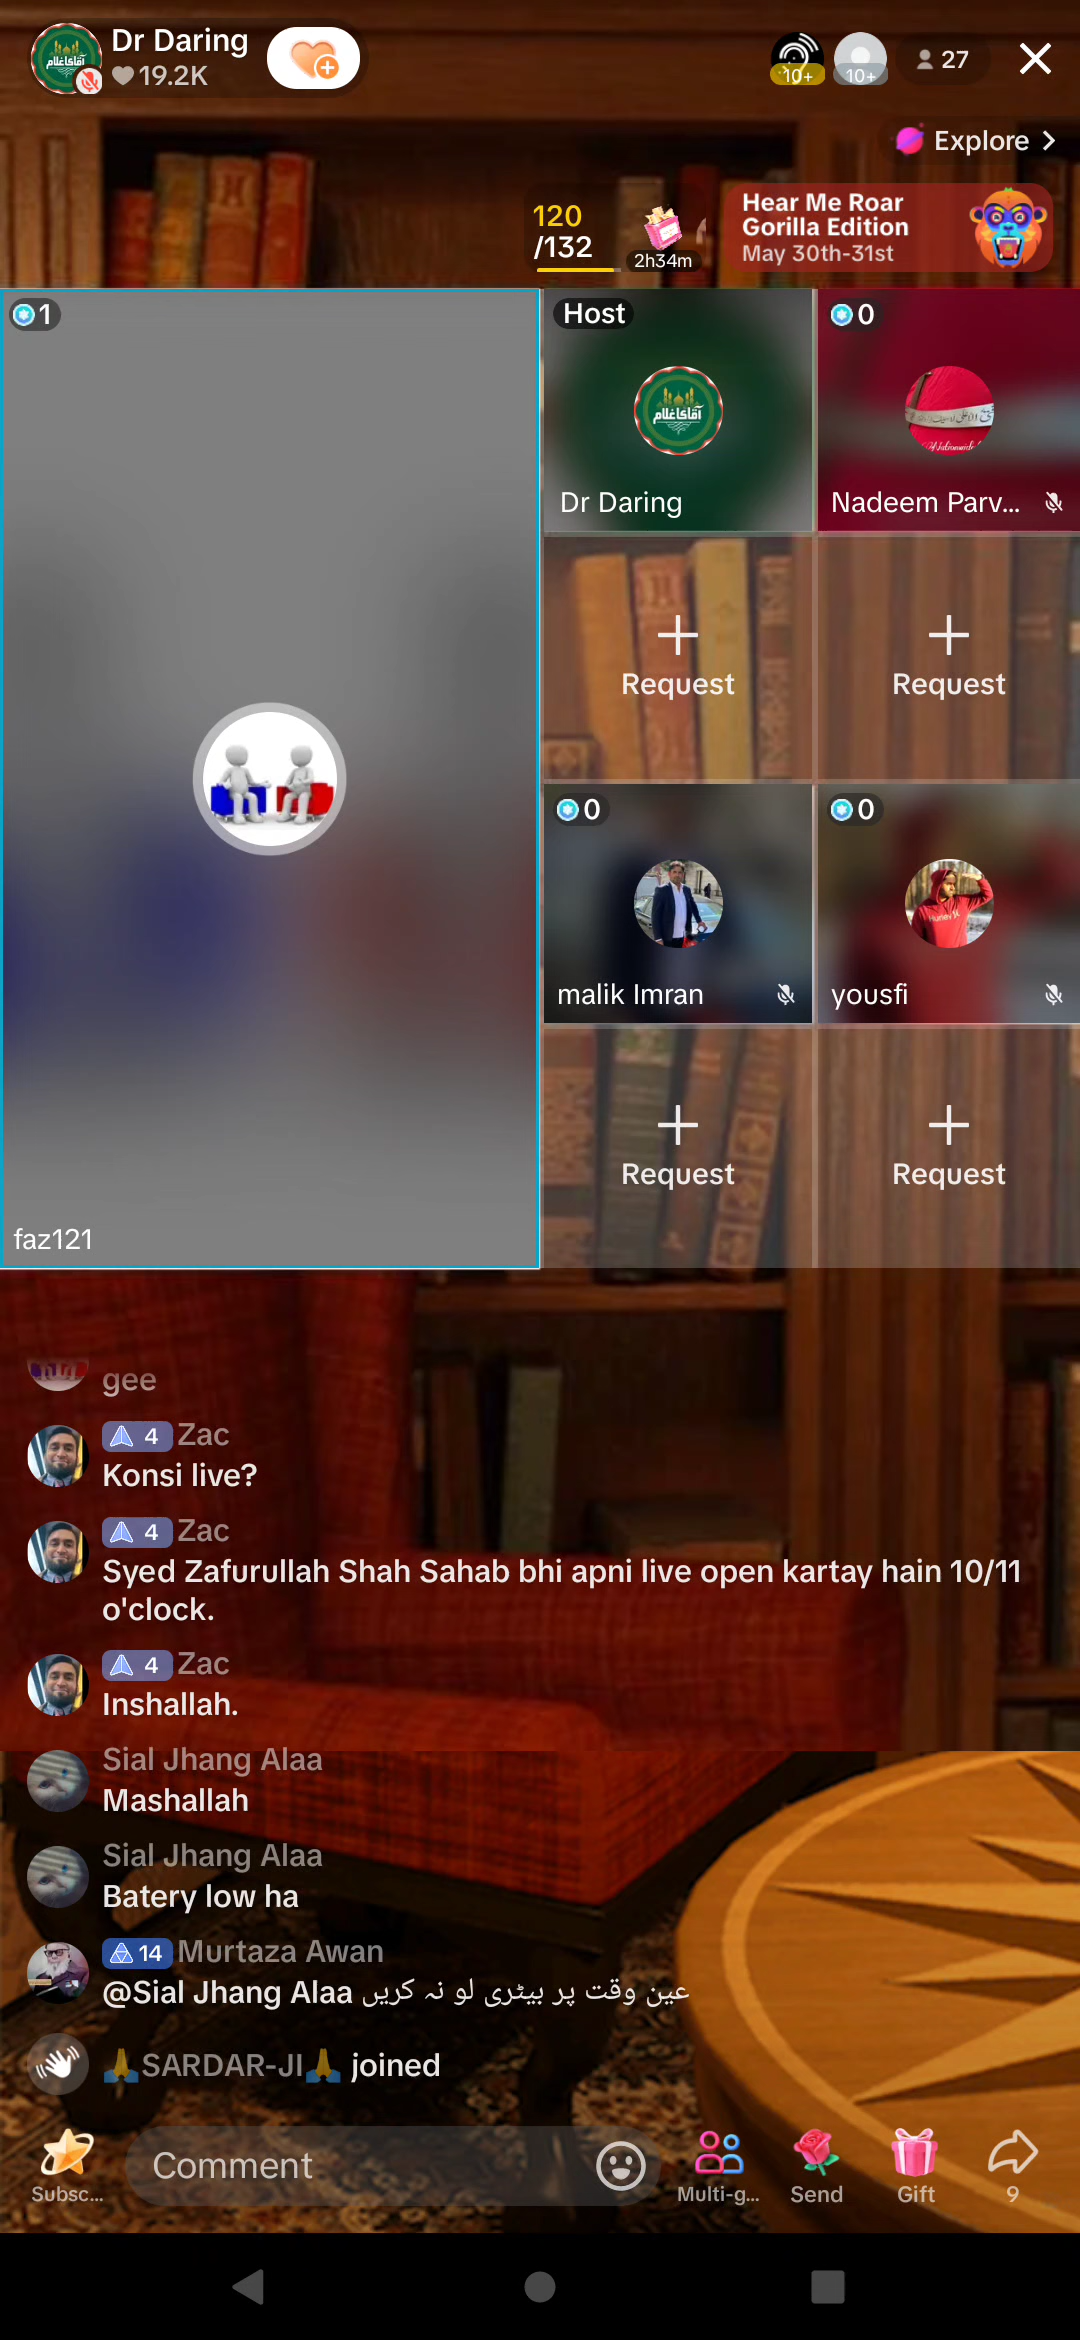 Dr Daring
19.2K
10+
10+
27
Explore
120
/132
2h34m
Hear Me Roar
Gorilla Edition
May 30th-31st
1
faz121
Host
آقا کا غلام
Dr Daring
0
Nadeem Parv...
Request
Request
0
malik Imran
0
yousfi
Request
Request
gee
4 Zac
Konsi live?
4 Zac
Syed Zafurullah Shah Sahab bhi apni live open kartay hain 10/11
o'clock.
4 Zac
Inshallah.
Sial Jhang Alaa
Mashallah
Sial Jhang Alaa
Batery low ha
14 Murtaza Awan
@Sial Jhang Alaa عین وقت پر بیٹری لو نہ کریں
🙏SARDAR-JI🙏 joined
Subsc...
Comment
Multi-g...
Send
Gift
9